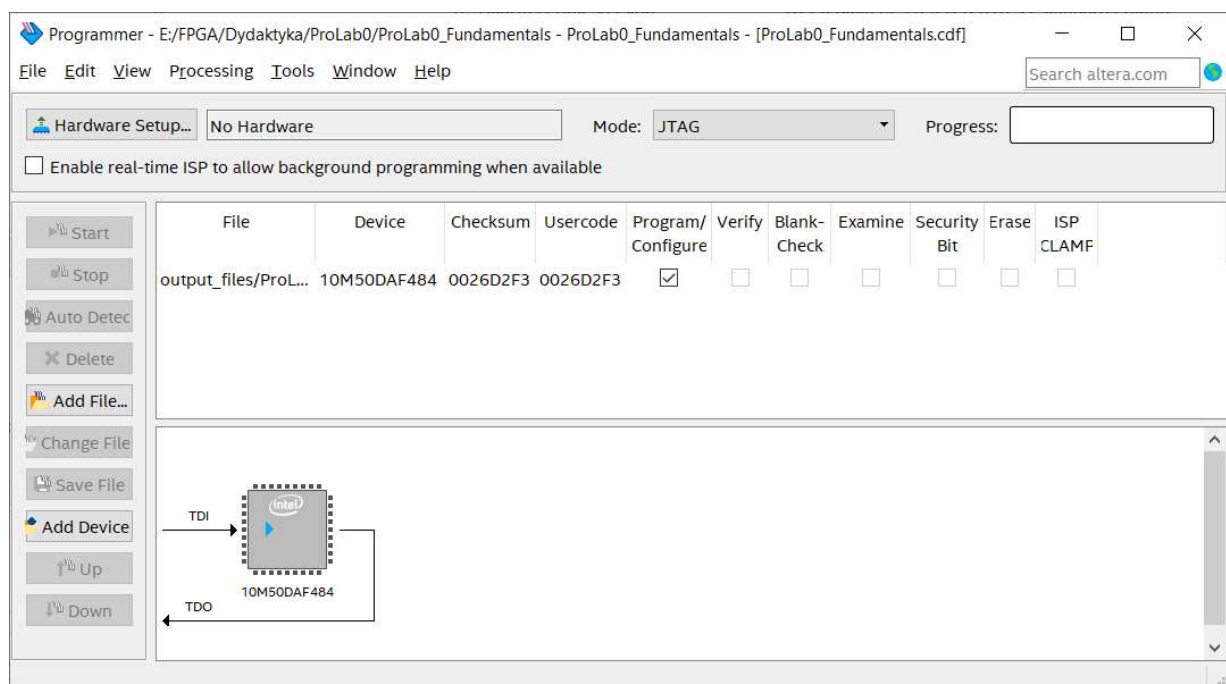 Programmer - E:/FPGA/Dydaktyka/ProLab0/ProLab0_Fundamentals - ProLab0_Fundamentals - [ProLab0_Fundamentals.cdf]
File Edit View Processing Tools Window Help
Search altera.com
Hardware Setup... No Hardware Mode: JTAG Progress:
Enable real-time ISP to allow background programming when available
File Device Checksum Usercode Program/ Verify Blank- Examine Security Erase ISP
Configure Check Bit CLAMP
output_files/ProL... 10M50DAF484 0026D2F3 0026D2F3
Start
Stop
Auto Detec
Delete
Add File...
Change File
Save File
Add Device
Up
Down
TDI
intel
10M50DAF484
TDO